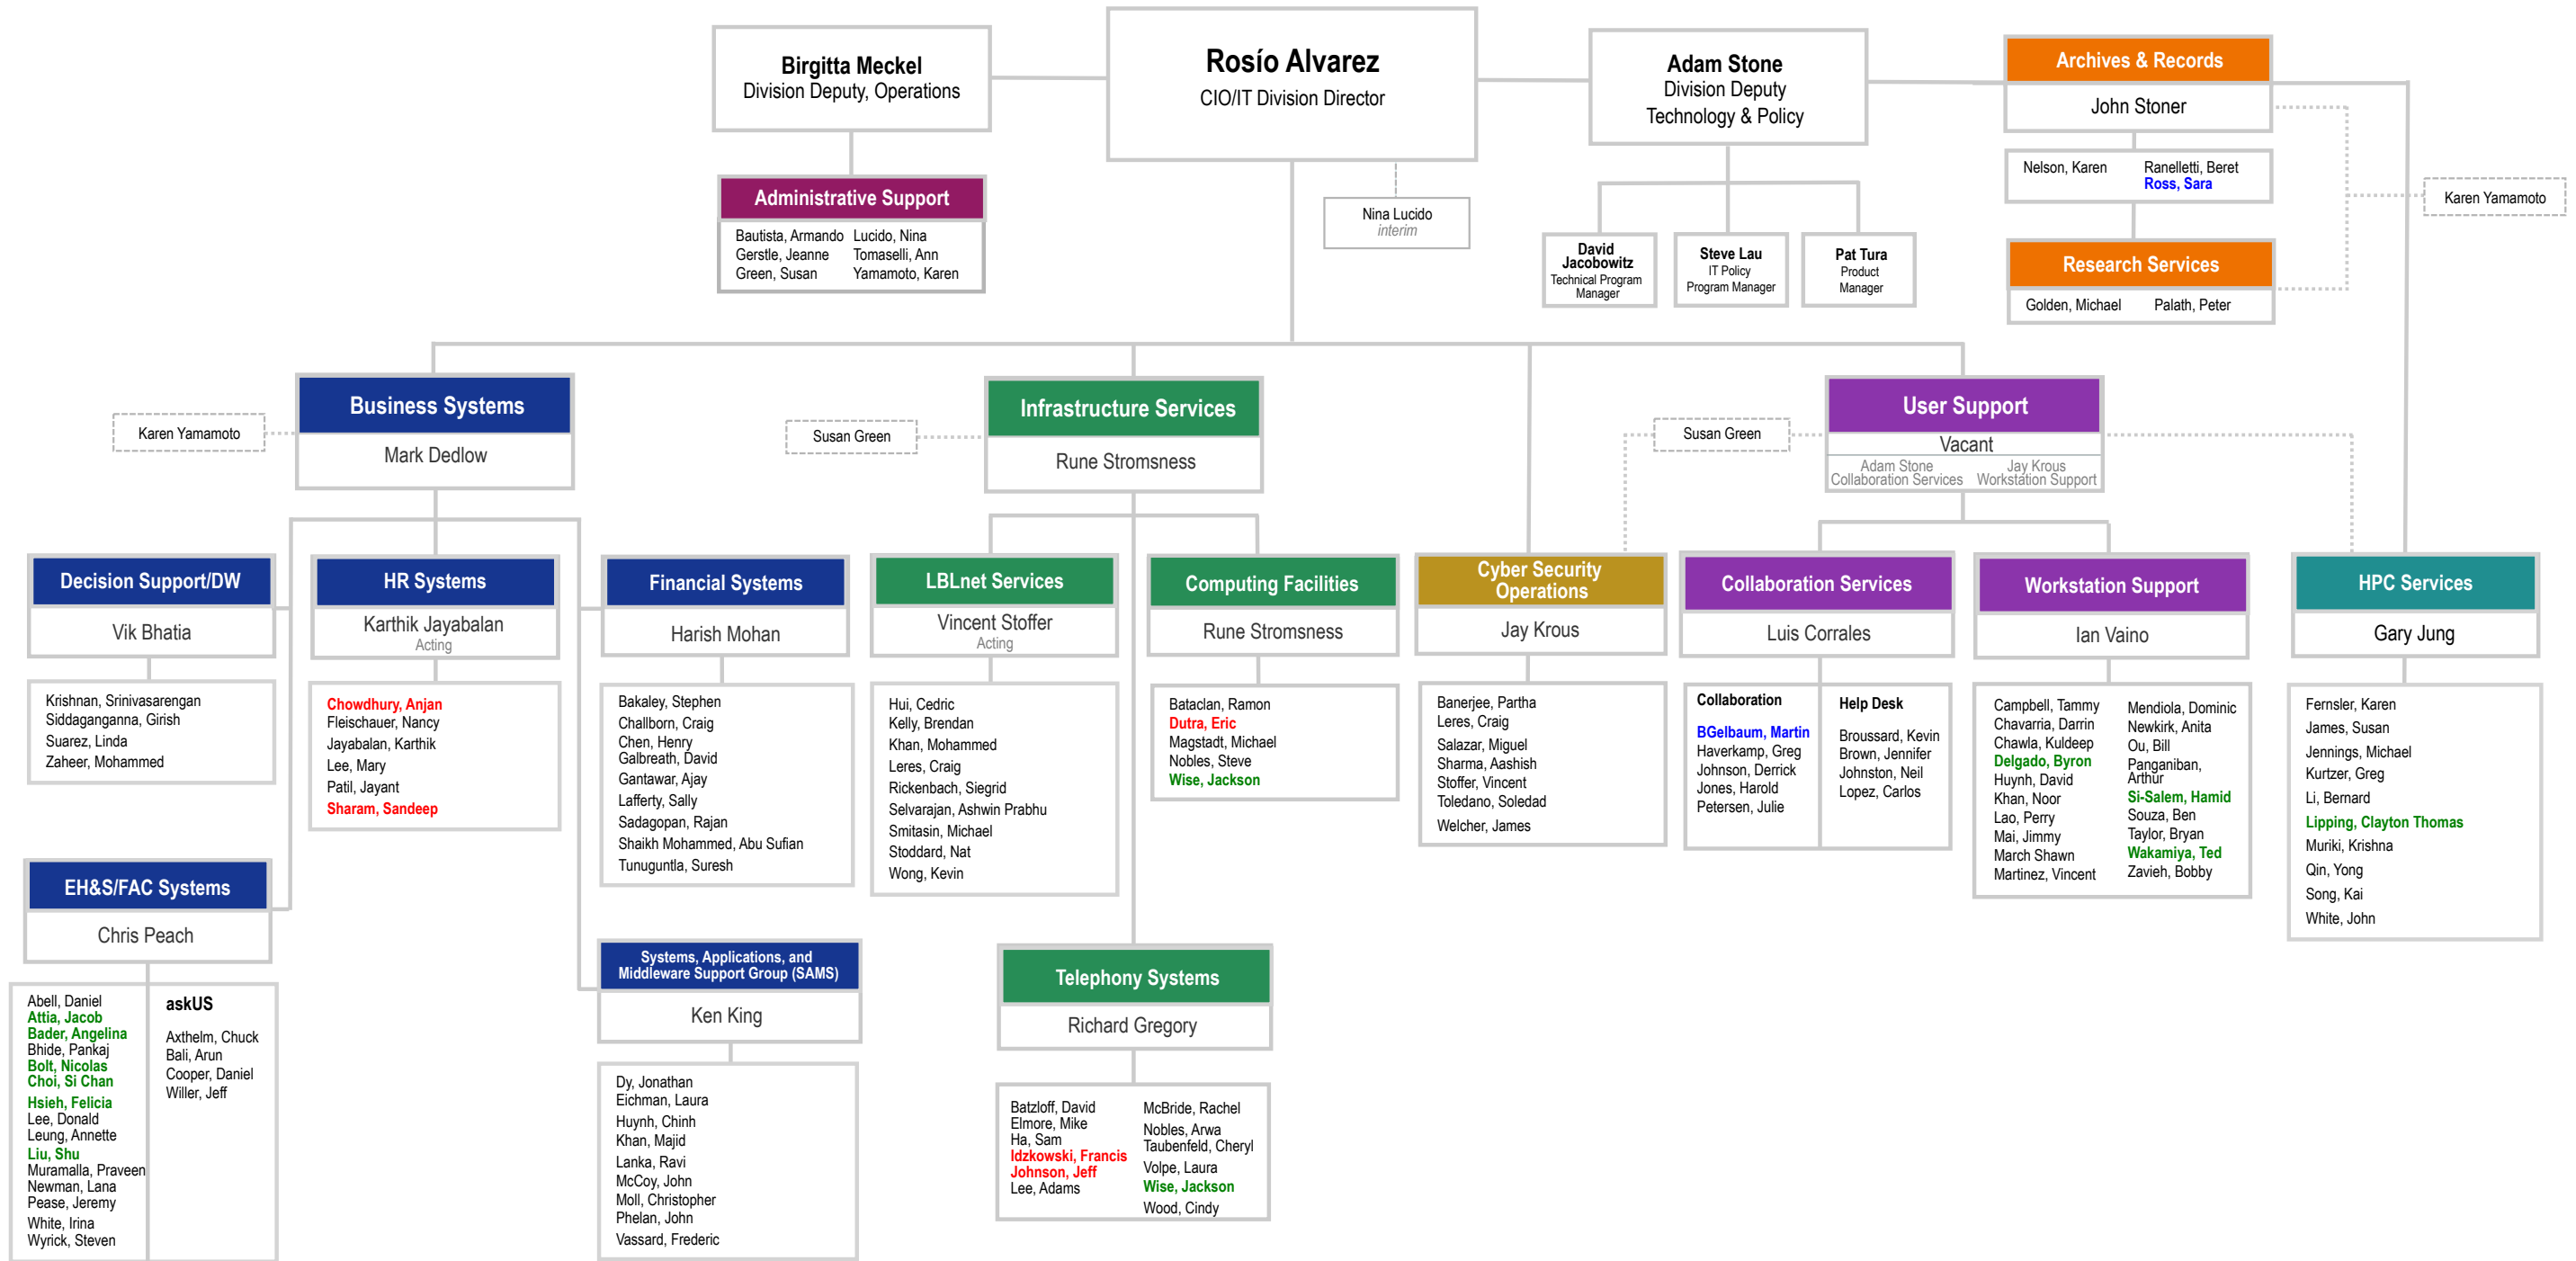 Birgitta Meckel
Division Deputy, Operations
Rosío Alvarez
CIO/IT Division Director
Adam Stone
Division Deputy
Technology & Policy
Archives & Records
John Stoner
Nelson, Karen
Ranelletti, Beret
Ross, Sara
Karen Yamamoto
Research Services
Golden, Michael
Palath, Peter
Administrative Support
Bautista, Armando
Gerstle, Jeanne
Green, Susan
Lucido, Nina
Tomaselli, Ann
Yamamoto, Karen
Nina Lucido
interim
David
Jacobowitz
Technical Program
Manager
Steve Lau
IT Policy
Program Manager
Pat Tura
Product
Manager
Business Systems
Mark Dedlow
Karen Yamamoto
Infrastructure Services
Rune Stromsness
Susan Green
User Support
Vacant
Adam Stone
Collaboration Services
Jay Krous
Workstation Support
Susan Green
Decision Support/DW
Vik Bhatia
Krishnan, Srinivasarengan
Siddaganganna, Girish
Suarez, Linda
Zaheer, Mohammed
HR Systems
Karthik Jayabalan
Acting
Chowdhury, Anjan
Fleischauer, Nancy
Jayabalan, Karthik
Lee, Mary
Patil, Jayant
Sharam, Sandeep
Financial Systems
Harish Mohan
Bakaley, Stephen
Challborn, Craig
Chen, Henry
Galbreath, David
Gantawar, Ajay
Lafferty, Sally
Sadagopan, Rajan
Shaikh Mohammed, Abu Sufian
Tunuguntla, Suresh
LBLnet Services
Vincent Stoffer
Acting
Hui, Cedric
Kelly, Brendan
Khan, Mohammed
Leres, Craig
Rickenbach, Siegrid
Selvarajan, Ashwin Prabhu
Smitasin, Michael
Stoddard, Nat
Wong, Kevin
Computing Facilities
Rune Stromsness
Bataclan, Ramon
Dutra, Eric
Magstadt, Michael
Nobles, Steve
Wise, Jackson
Cyber Security
Operations
Jay Krous
Banerjee, Partha
Leres, Craig
Salazar, Miguel
Sharma, Aashish
Stoffer, Vincent
Toledano, Soledad
Welcher, James
Collaboration Services
Luis Corrales
Collaboration
BGelbaum, Martin
Haverkamp, Greg
Johnson, Derrick
Jones, Harold
Petersen, Julie
Help Desk
Broussard, Kevin
Brown, Jennifer
Johnston, Neil
Lopez, Carlos
Workstation Support
Ian Vaino
Campbell, Tammy
Chavarria, Darrin
Chawla, Kuldeep
Delgado, Byron
Huynh, David
Khan, Noor
Lao, Perry
Mai, Jimmy
March Shawn
Martinez, Vincent
Mendiola, Dominic
Newkirk, Anita
Ou, Bill
Panganiban,
Arthur
Si-Salem, Hamid
Souza, Ben
Taylor, Bryan
Wakamiya, Ted
Zavieh, Bobby
HPC Services
Gary Jung
Fernsler, Karen
James, Susan
Jennings, Michael
Kurtzer, Greg
Li, Bernard
Lipping, Clayton Thomas
Muriki, Krishna
Qin, Yong
Song, Kai
White, John
EH&S/FAC Systems
Chris Peach
Abell, Daniel
Attia, Jacob
Bader, Angelina
Bhide, Pankaj
Bolt, Nicolas
Choi, Si Chan
Hsieh, Felicia
Lee, Donald
Leung, Annette
Liu, Shu
Muramalla, Praveen
Newman, Lana
Pease, Jeremy
White, Irina
Wyrick, Steven
askUS
Axthelm, Chuck
Bali, Arun
Cooper, Daniel
Willer, Jeff
Systems, Applications, and
Middleware Support Group (SAMS)
Ken King
Dy, Jonathan
Eichman, Laura
Huynh, Chinh
Khan, Majid
Lanka, Ravi
McCoy, John
Moll, Christopher
Phelan, John
Vassard, Frederic
Telephony Systems
Richard Gregory
Batzloff, David
Elmore, Mike
Ha, Sam
Idzkowski, Francis
Johnson, Jeff
Lee, Adams
McBride, Rachel
Nobles, Arwa
Taubenfeld, Cheryl
Volpe, Laura
Wise, Jackson
Wood, Cindy